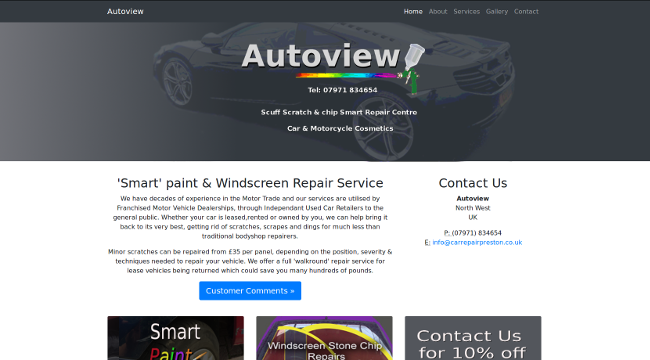 Autoview
Home About Services Gallery Contact
Autoview
Tel: 07971 834654
Scuff Scratch & chip Smart Repair Centre
Car & Motorcycle Cosmetics
'Smart' paint & Windscreen Repair Service
We have decades of experience in the Motor Trade and our services are utilised by
Franchised Motor Vehicle Dealerships, through Independant Used Car Retailers to the
general public. Whether your car is leased,rented or owned by you, we can help bring it
back to its very best, getting rid of scratches, scrapes and dings for much less than
traditional bodyshop repairers.
Minor scratches can be repaired from £35 per panel, depending on the position, severity &
techniques needed to repair your vehicle. We offer a full 'walkround' repair service for
lease vehicles being returned which could save you many hundreds of pounds.
Customer Comments »
Contact Us
Autoview
North West
UK
P: (07971) 834654
E: info@carrepairpreston.co.uk
Smart
Paint
Windscreen Stone Chip
Repairs
Contact Us
for 10% off